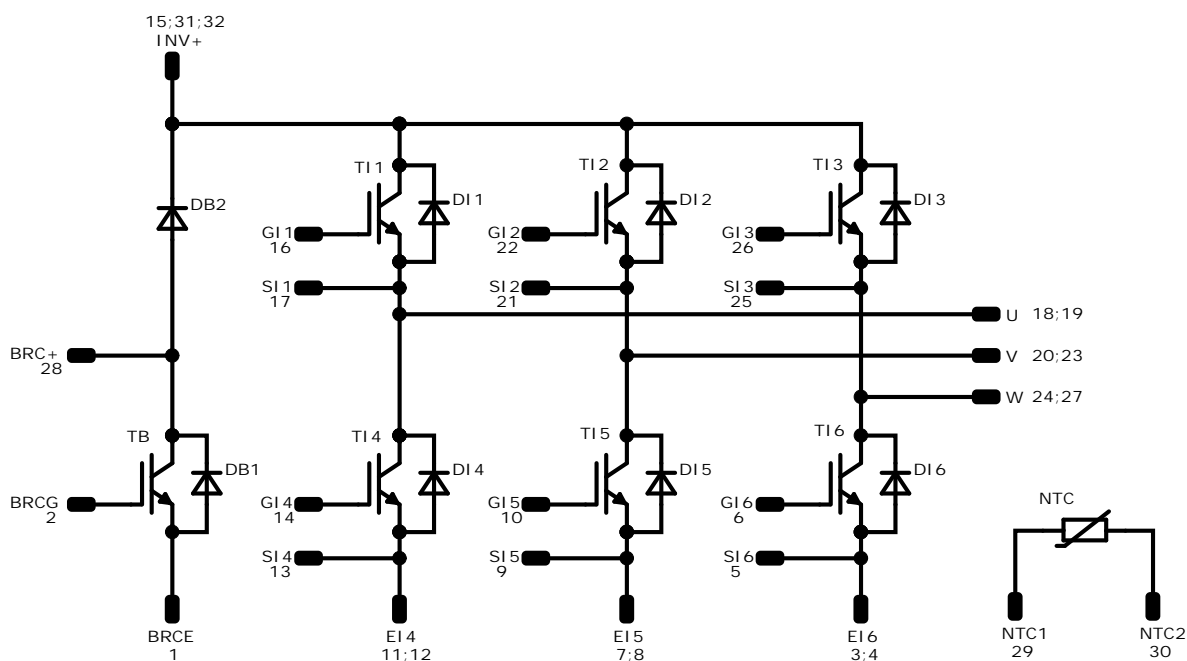 15;31;32
INV+
TI1
TI2
TI3
DB2
DI1
DI2
DI3
GI1
16
GI2
22
GI3
26
SI1
17
SI2
21
SI3
25
U 18;19
BRC+
28
V 20;23
W 24;27
TB
TI4
TI5
TI6
DB1
DI4
DI5
DI6
BRCG
2
GI4
14
GI5
10
GI6
6
NTC
SI4
13
SI5
9
SI6
5
BRCE
1
EI4
11;12
EI5
7;8
EI6
3;4
NTC1
29
NTC2
30